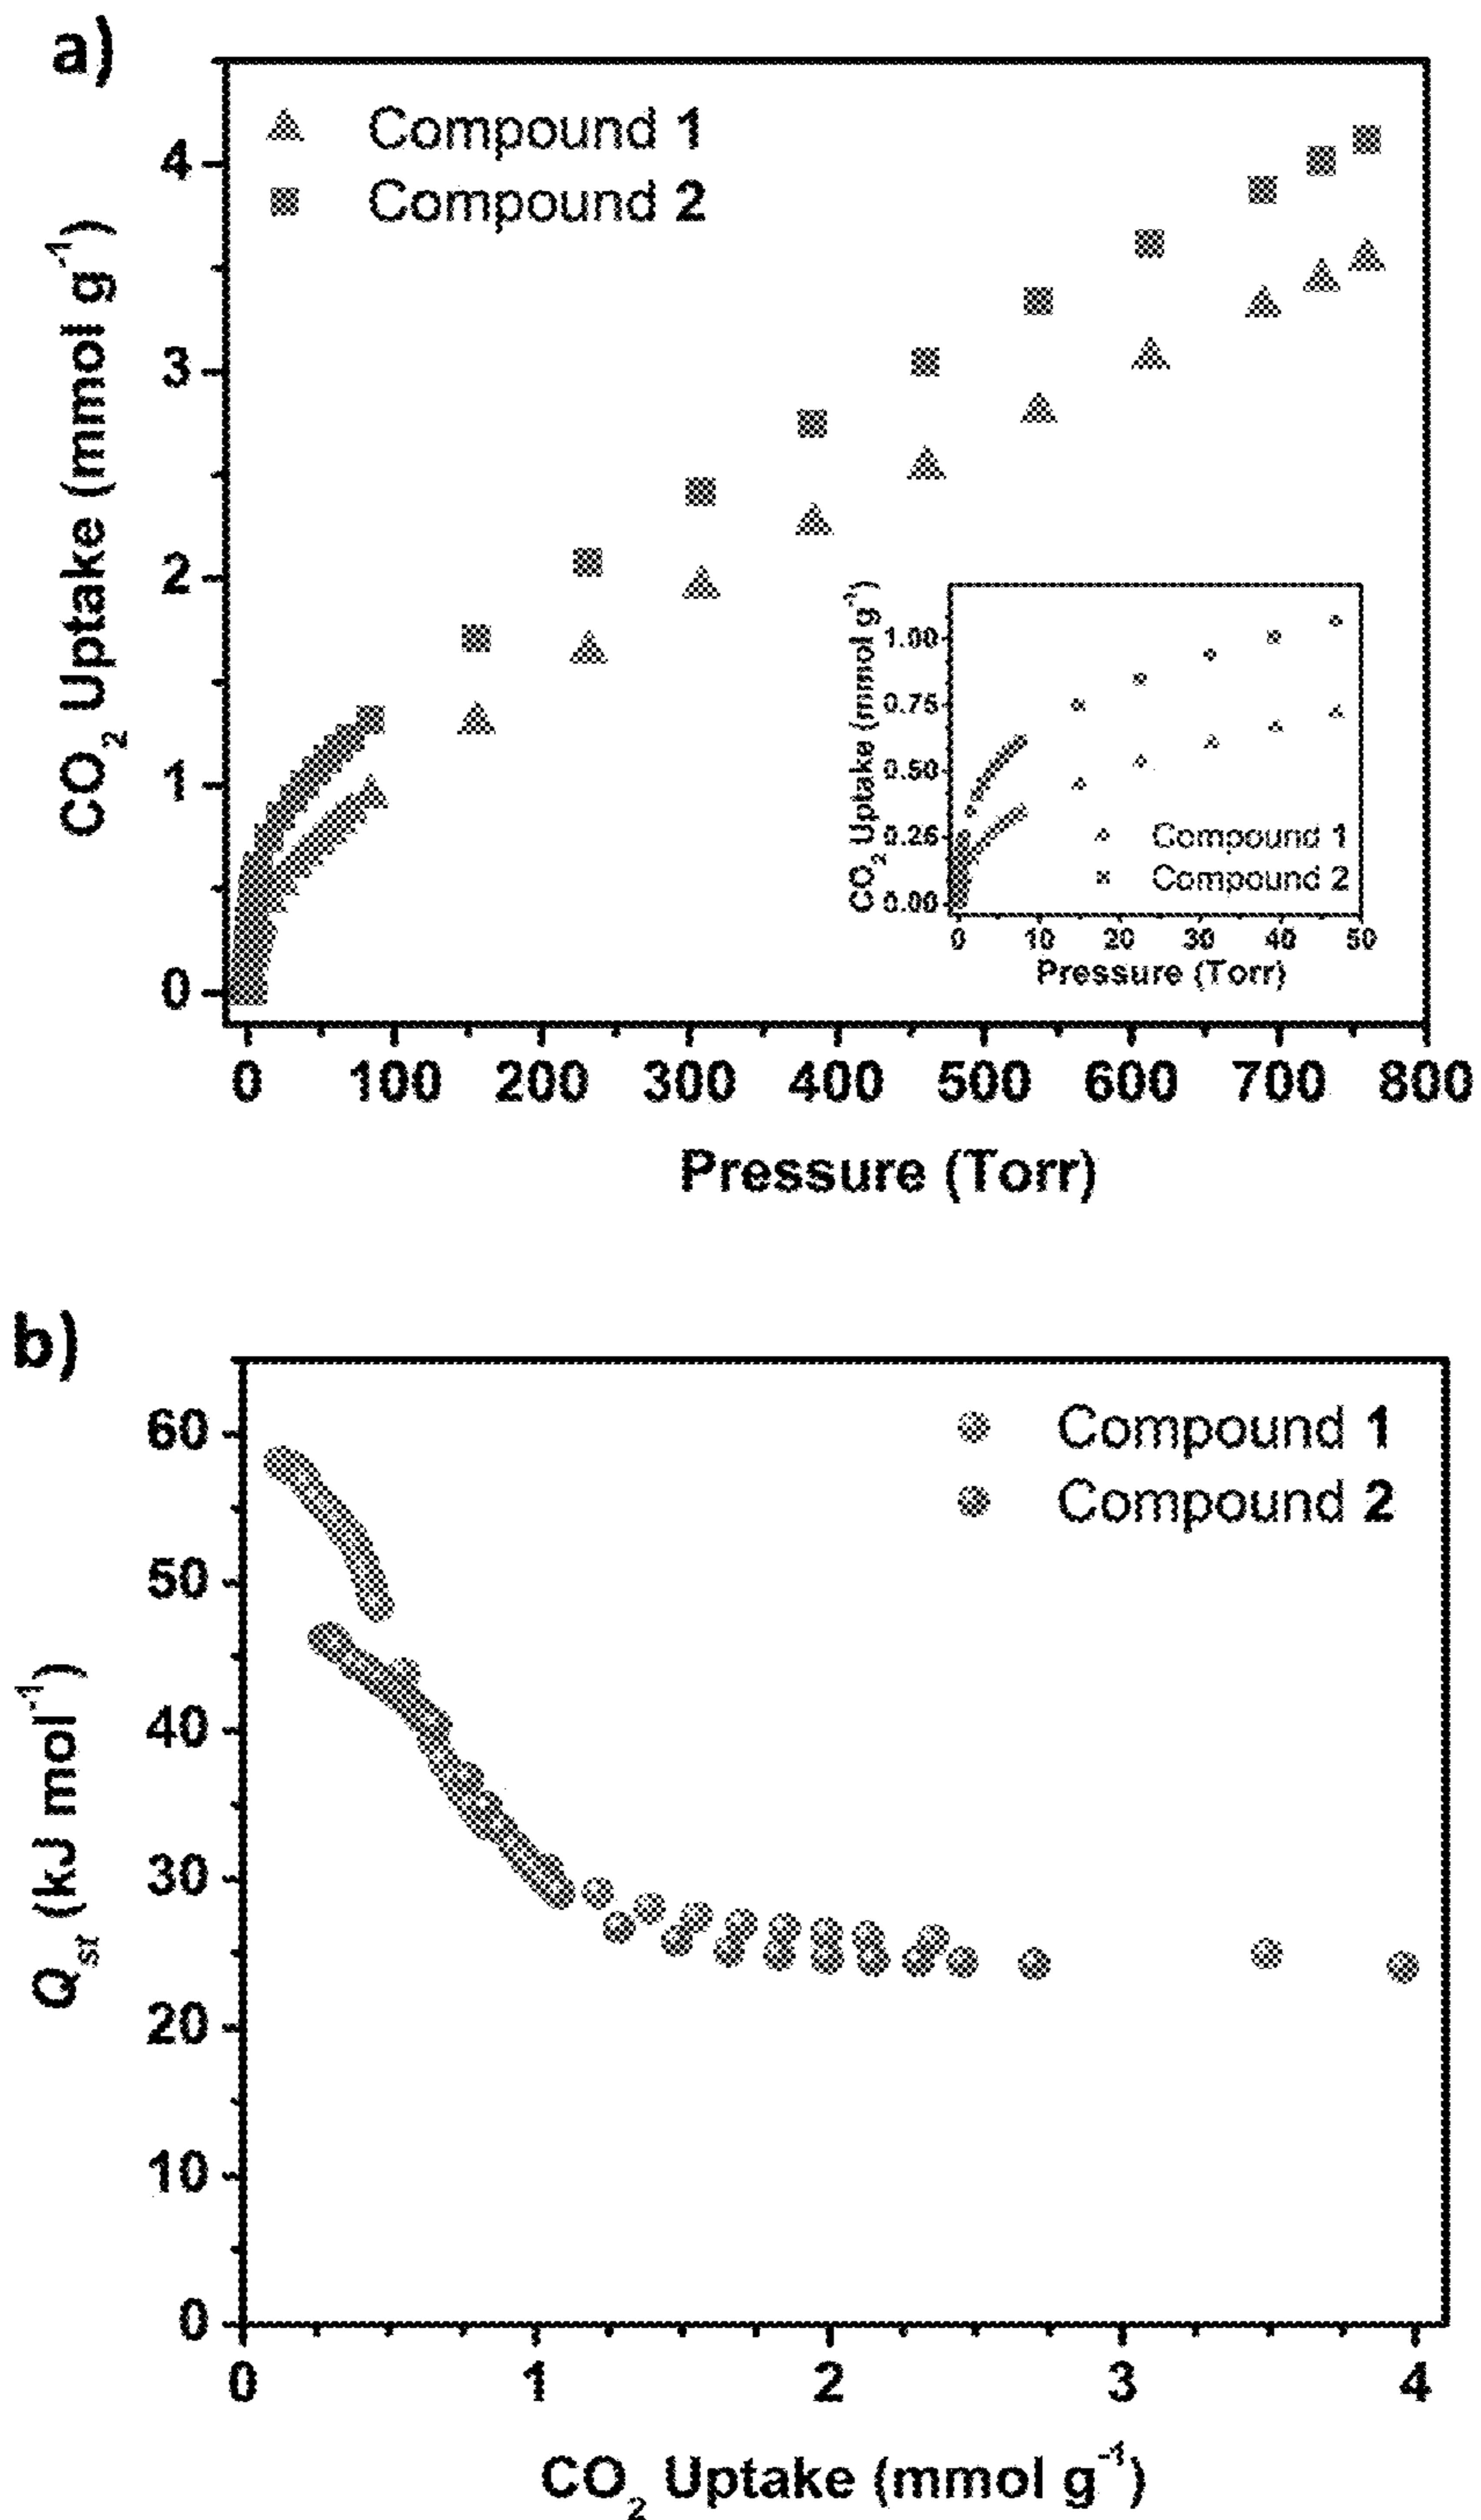 a)
Compound 1
Compound 2
CO2 Uptake (mmol g-1)
4
3
2
1
0
0 100 200 300 400 500 600 700 800
Pressure (Torr)
CO2 Uptake (mmol g-1)
1.00
0.75
0.50
0.25
0.00
Compound 1
Compound 2
0 10 20 30 40 50
Pressure (Torr)
b)
Compound 1
Compound 2
Qst (kJ mol-1)
60
50
40
30
20
10
0
0 1 2 3 4
CO2 Uptake (mmol g-1)